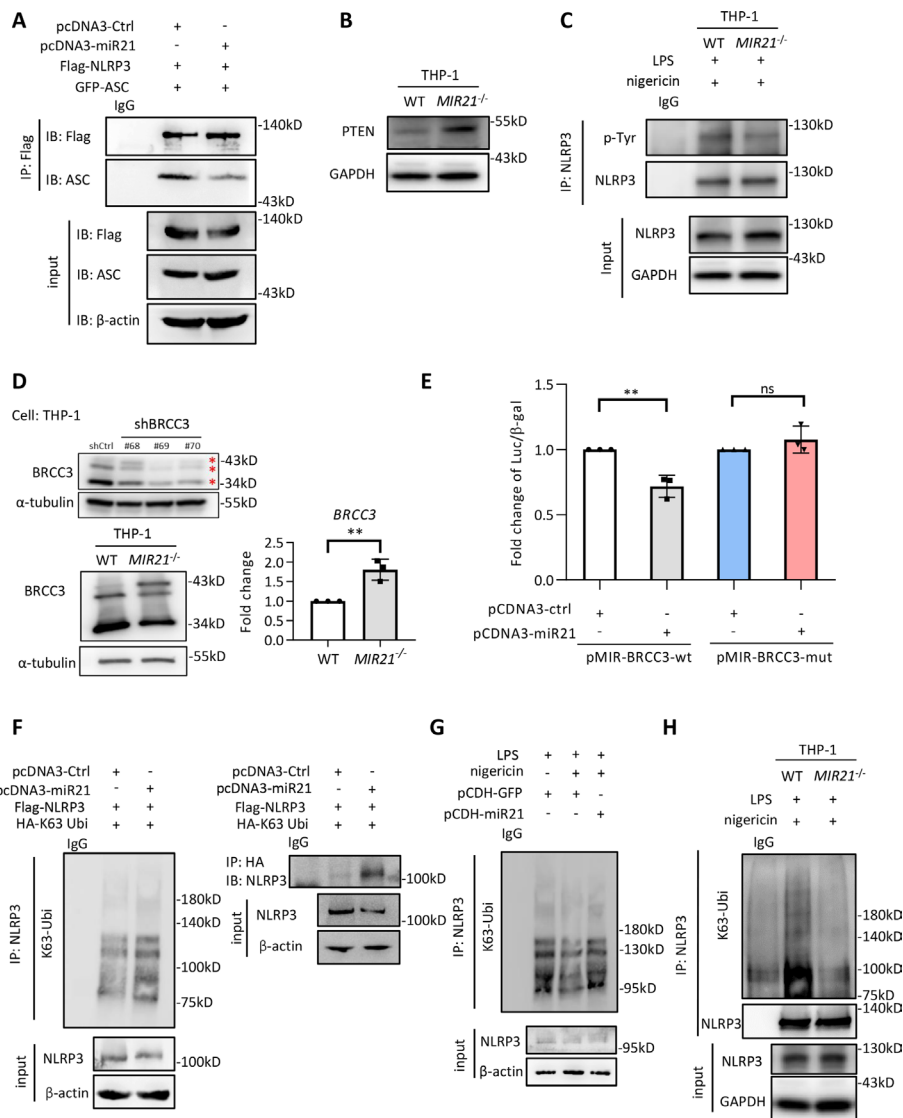 A
pcDNA3-Ctrl + -
pcDNA3-miR21 - +
Flag-NLRP3 + +
GFP-ASC + +
IgG
IP: Flag
IB: Flag
-140kD
IB: ASC
-43kD
input
IB: Flag
-140kD
IB: ASC
-43kD
IB: β-actin
B
THP-1
WT MIR21-/-
PTEN
-55kD
GAPDH
-43kD
C
THP-1
WT MIR21-/-
LPS + +
nigericin + +
IgG
IP: NLRP3
p-Tyr
-130kD
NLRP3
-130kD
Input
NLRP3
-130kD
GAPDH
-43kD
D
Cell: THP-1
shBRCC3
shCtrl #68 #69 #70
BRCC3
*
*
*
-43kD
-34kD
α-tubulin
-55kD
THP-1
WT MIR21-/-
BRCC3
-43kD
-34kD
α-tubulin
-55kD
BRCC3
**
Fold change
2.5
2.0
1.5
1.0
0.5
0.0
WT MIR21-/-
E
Fold change of Luc/β-gal
1.5
1.0
0.5
0.0
**
ns
pCDNA3-ctrl + - + -
pCDNA3-miR21 - + - +
pMIR-BRCC3-wt pMIR-BRCC3-mut
F
pcDNA3-Ctrl + -
pcDNA3-miR21 - +
Flag-NLRP3 + +
HA-K63 Ubi + +
IgG
IP: NLRP3
K63-Ubi
-180kD
-140kD
-100kD
-75kD
input
NLRP3
-100kD
β-actin
pcDNA3-Ctrl + -
pcDNA3-miR21 - +
Flag-NLRP3 + +
HA-K63 Ubi + +
IgG
IP: HA
IB: NLRP3
-100kD
input
NLRP3
-100kD
β-actin
G
LPS + + +
nigericin - + +
pCDH-GFP + + -
pCDH-miR21 - - +
IgG
IP: NLRP3
K63-Ubi
-180kD
-130kD
-95kD
input
NLRP3
-95kD
β-actin
H
THP-1
WT MIR21-/-
LPS + +
nigericin + +
IgG
IP: NLRP3
K63-Ubi
-180kD
-140kD
-100kD
-75kD
NLRP3
-140kD
input
NLRP3
-130kD
GAPDH
-43kD